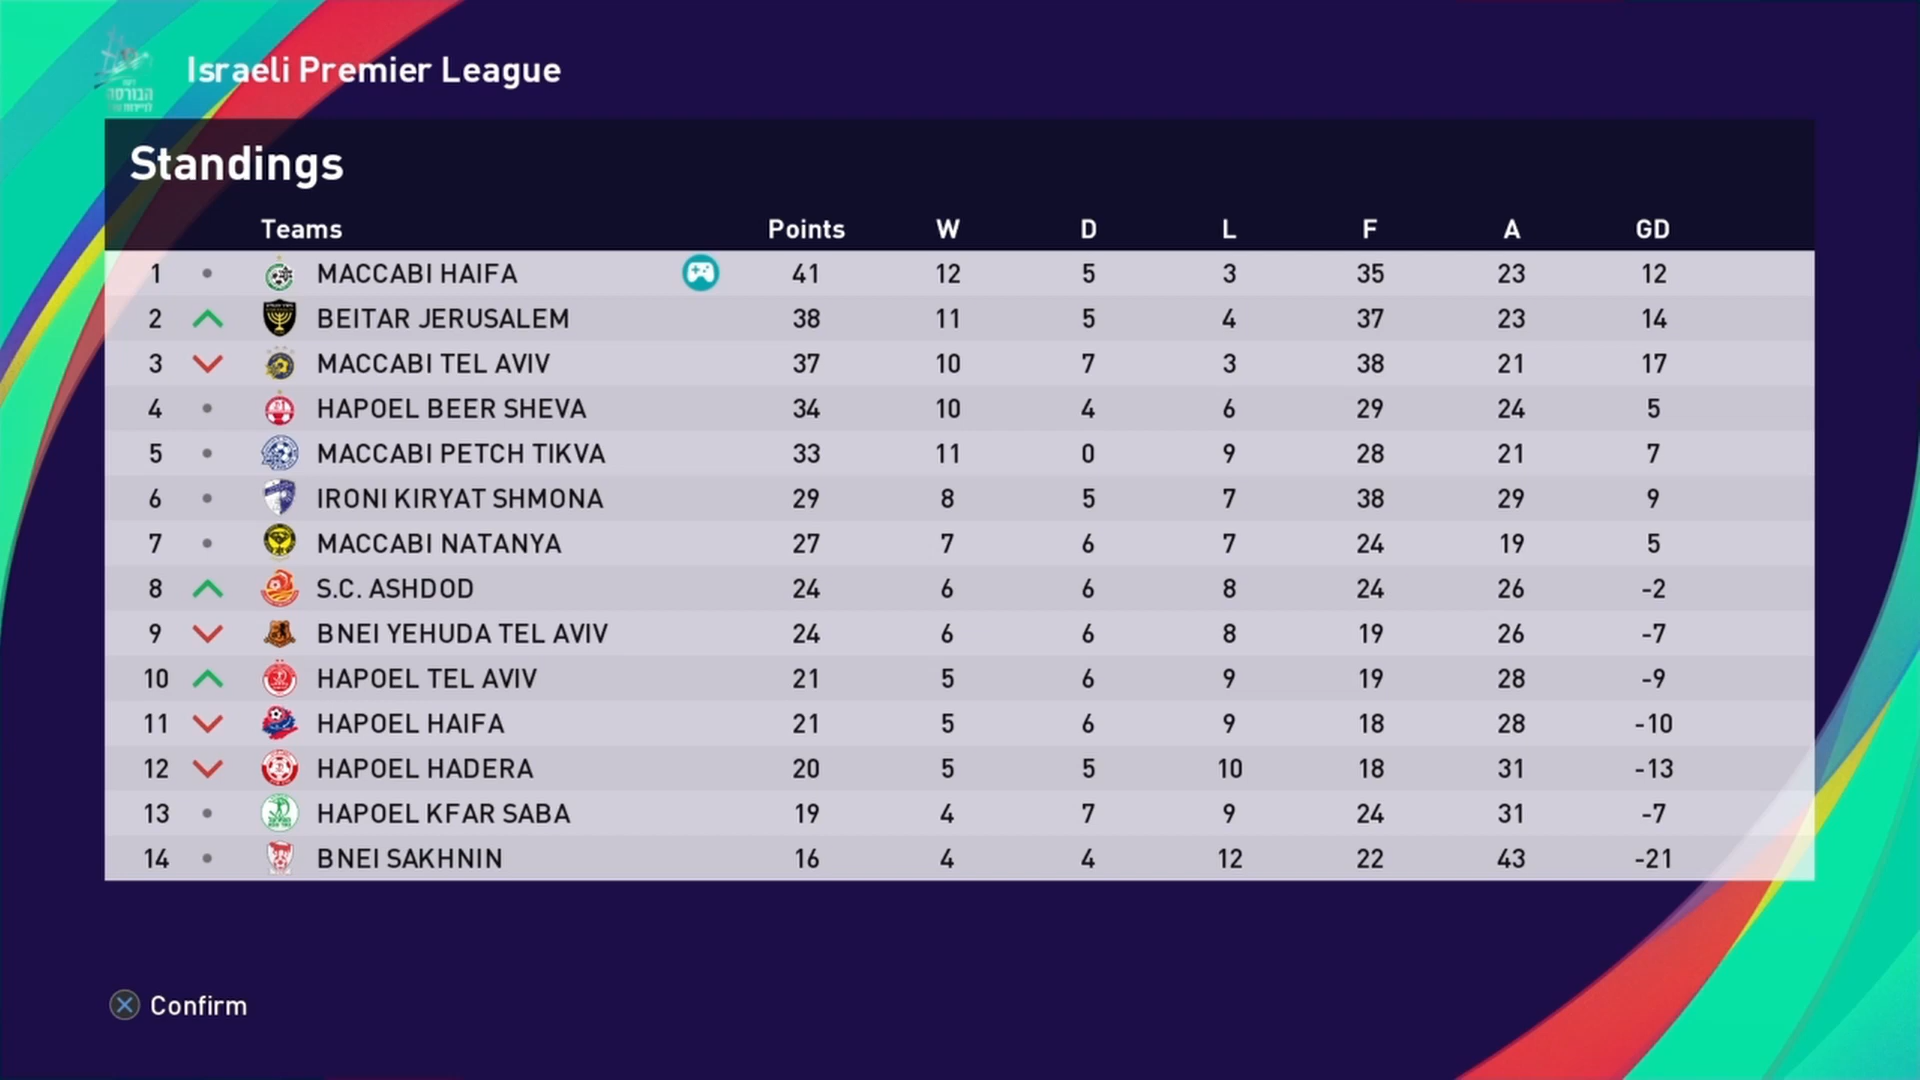 הבורסה
Israeli Premier League
Standings
Teams Points W D L F A GD
1 MACCABI HAIFA 41 12 5 3 35 23 12
2 BEITAR JERUSALEM 38 11 5 4 37 23 14
3 MACCABI TEL AVIV 37 10 7 3 38 21 17
4 HAPOEL BEER SHEVA 34 10 4 6 29 24 5
5 MACCABI PETCH TIKVA 33 11 0 9 28 21 7
6 IRONI KIRYAT SHMONA 29 8 5 7 38 29 9
7 MACCABI NATANYA 27 7 6 7 24 19 5
8 S.C. ASHDOD 24 6 6 8 24 26 -2
9 BNEI YEHUDA TEL AVIV 24 6 6 8 19 26 -7
10 HAPOEL TEL AVIV 21 5 6 9 19 28 -9
11 HAPOEL HAIFA 21 5 6 9 18 28 -10
12 HAPOEL HADERA 20 5 5 10 18 31 -13
13 HAPOEL KFAR SABA 19 4 7 9 24 31 -7
14 BNEI SAKHNIN 16 4 4 12 22 43 -21
Confirm